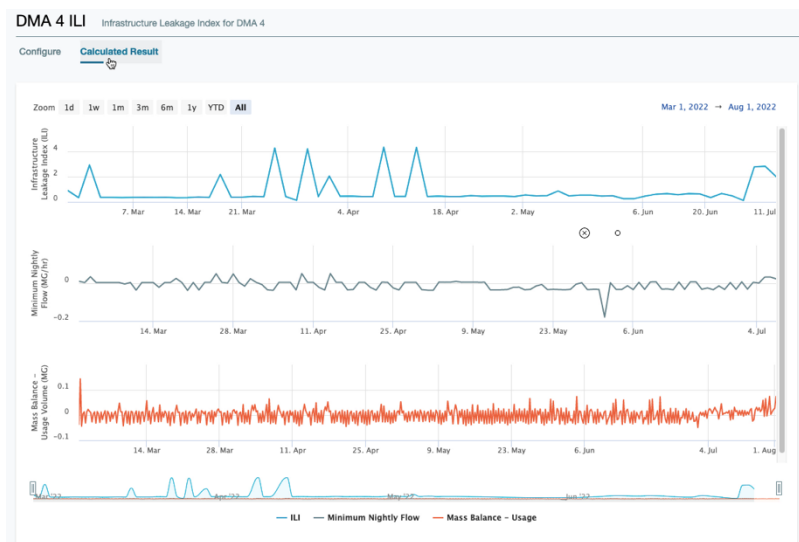 DMA 4 ILI Infrastructure Leakage Index for DMA 4
Configure Calculated Result
Zoom 1d 1w 1m 3m 6m 1y YTD All Mar 1, 2022 → Aug 1, 2022
Infrastructure
Leakage Index (ILI)
4
2
0
7. Mar 14. Mar 21. Mar 4. Apr 18. Apr 2. May 6. Jun 20. Jun 11. Jul
Minimum Nightly
Flow (MG/hr)
0
-0.2
14. Mar 28. Mar 11. Apr 25. Apr 9. May 23. May 6. Jun 4. Jul
Mass Balance -
Usage Volume (MG)
0.1
0
-0.1
14. Mar 28. Mar 11. Apr 25. Apr 9. May 23. May 6. Jun 4. Jul 1. Aug
Mar '22 Apr '22 May '22 Jun '22
ILI Minimum Nightly Flow Mass Balance - Usage